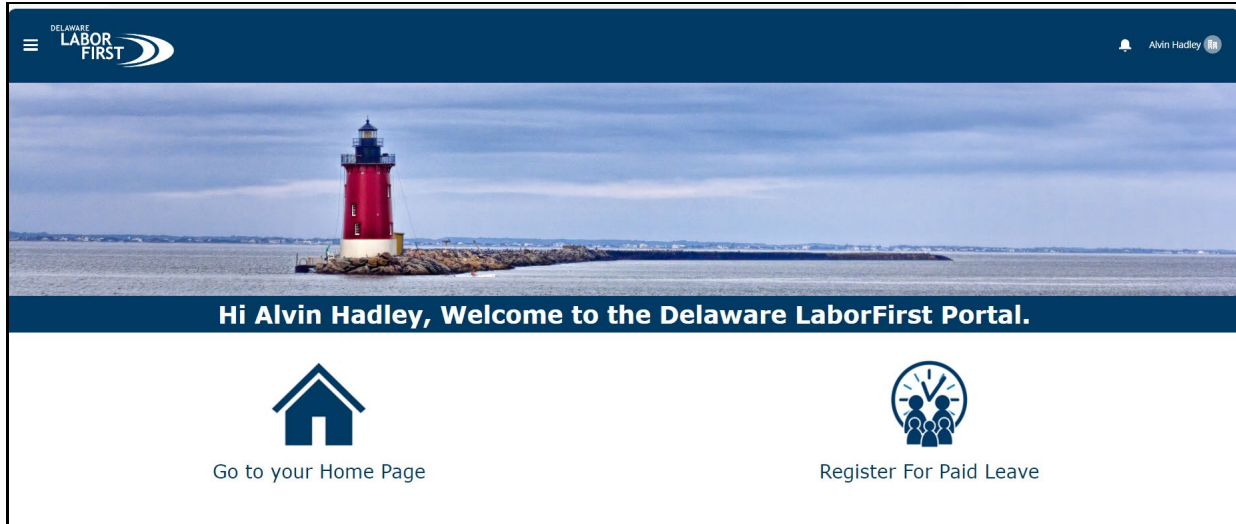 DELAWARE
LABOR
FIRST
Alvin Hadley
Hi Alvin Hadley, Welcome to the Delaware LaborFirst Portal.
Go to your Home Page
Register For Paid Leave